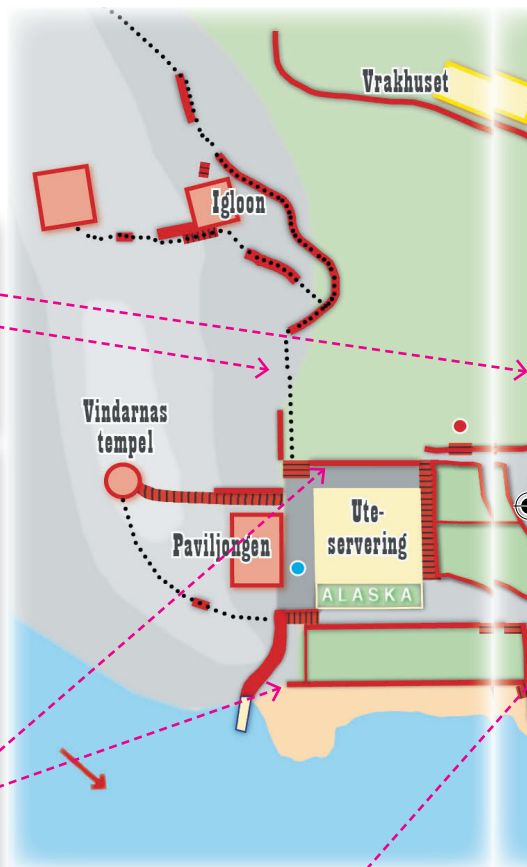 Vrakhuset
Igloon
Vindarnas
tempel
Ute-
servering
Paviljongen
ALASKA